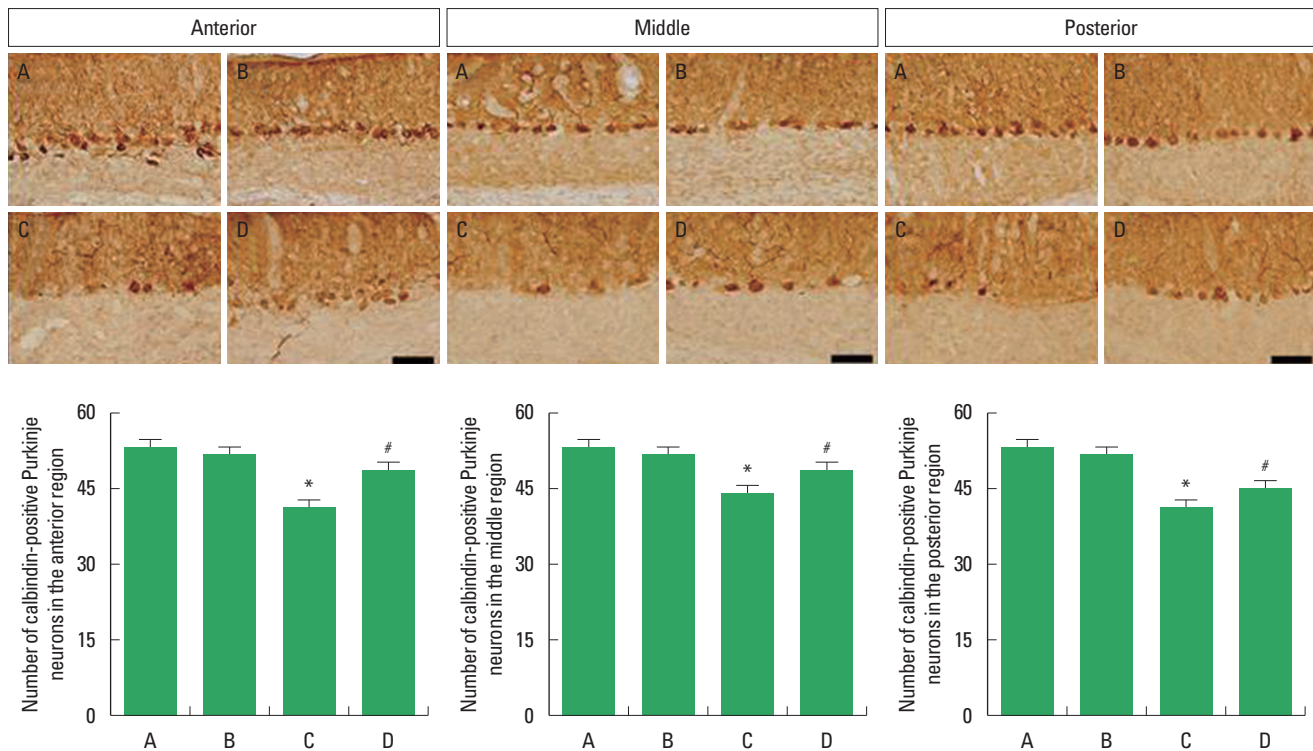 Anterior
Middle
Posterior
A
B
A
B
A
B
C
D
C
D
C
D
Number of calbindin-positive Purkinje
neurons in the anterior region
60
45
30
15
0
*
#
A
B
C
D
Number of calbindin-positive Purkinje
neurons in the middle region
60
45
30
15
0
*
#
A
B
C
D
Number of calbindin-positive Purkinje
neurons in the posterior region
60
45
30
15
0
*
#
A
B
C
D